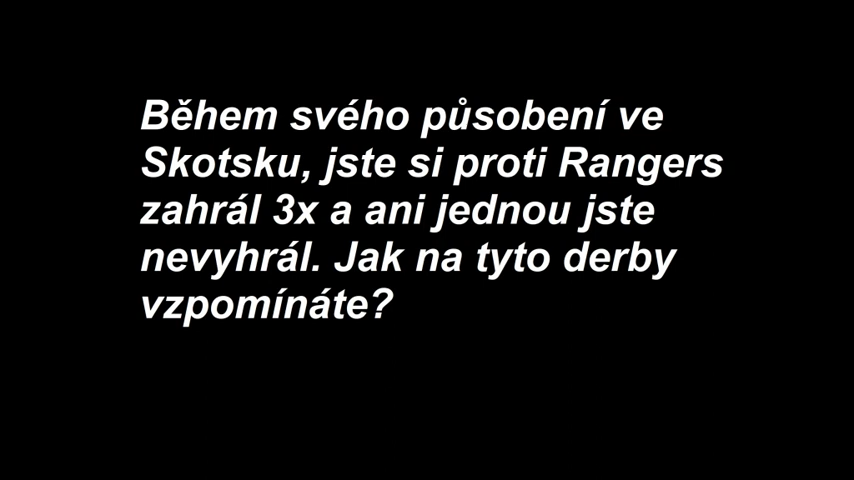 Během svého působení ve
Skotsku, jste si proti Rangers
zahrál 3x a ani jednou jste
nevyhrál. Jak na tyto derby
vzpomínáte?